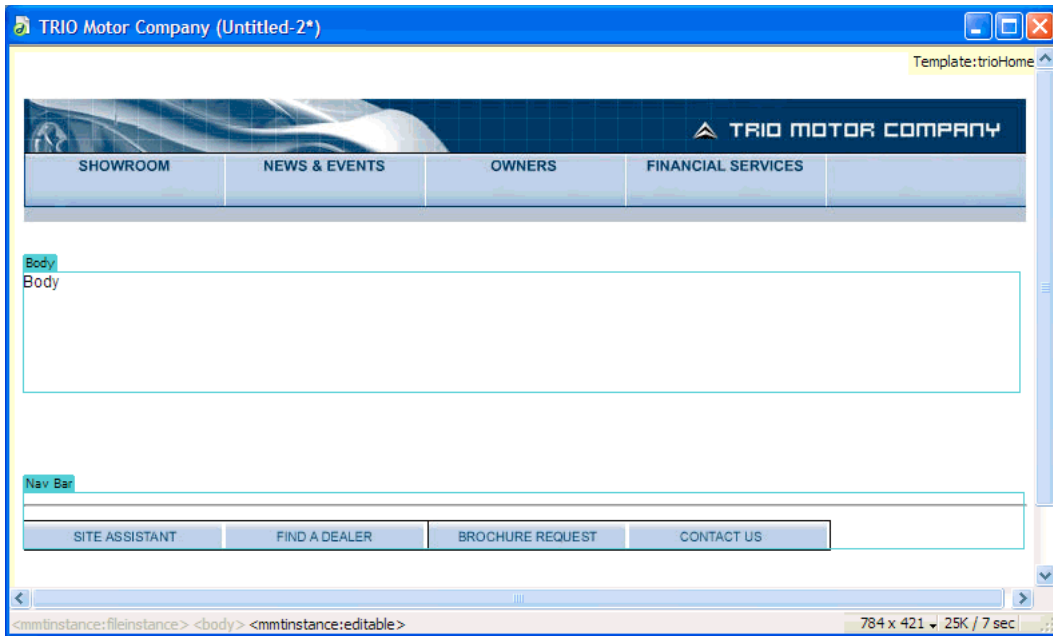 TRIO Motor Company (Untitled-2*)
Template:trioHome
TRIO MOTOR COMPANY
SHOWROOM NEWS & EVENTS OWNERS FINANCIAL SERVICES
Body
Body
Nav Bar
SITE ASSISTANT FIND A DEALER BROCHURE REQUEST CONTACT US
<mmtinstance:fileinstance> <body> <mmtinstance:editable> 784 x 421 25K / 7 sec